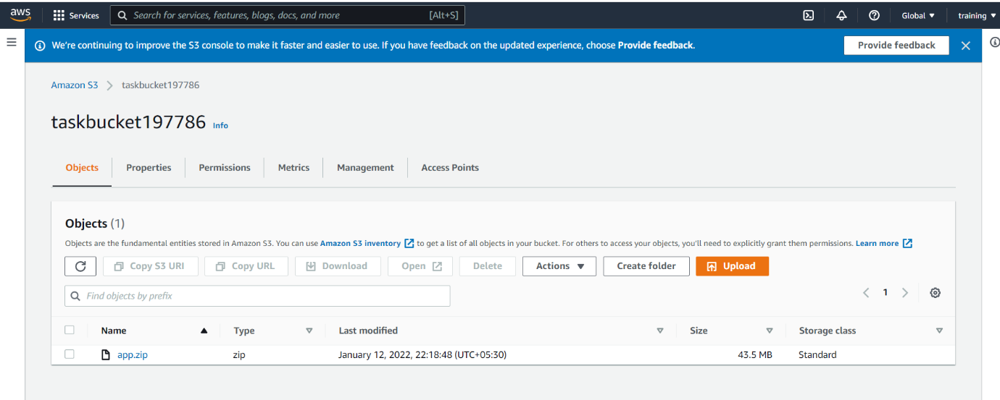 aws Services Search for services, features, blogs, docs, and more [Alt+S] Global ▼ training ▼
We're continuing to improve the S3 console to make it faster and easier to use. If you have feedback on the updated experience, choose Provide feedback. Provide feedback
Amazon S3 > taskbucket197786
taskbucket197786 Info
Objects Properties Permissions Metrics Management Access Points
Objects (1)
Objects are the fundamental entities stored in Amazon S3. You can use Amazon S3 inventory to get a list of all objects in your bucket. For others to access your objects, you'll need to explicitly grant them permissions. Learn more
Copy S3 URI Copy URL Download Open Delete Actions ▼ Create folder Upload
Find objects by prefix < 1 >
Name ▲ Type ▽ Last modified ▽ Size ▽ Storage class ▽
app.zip zip January 12, 2022, 22:18:48 (UTC+05:30) 43.5 MB Standard